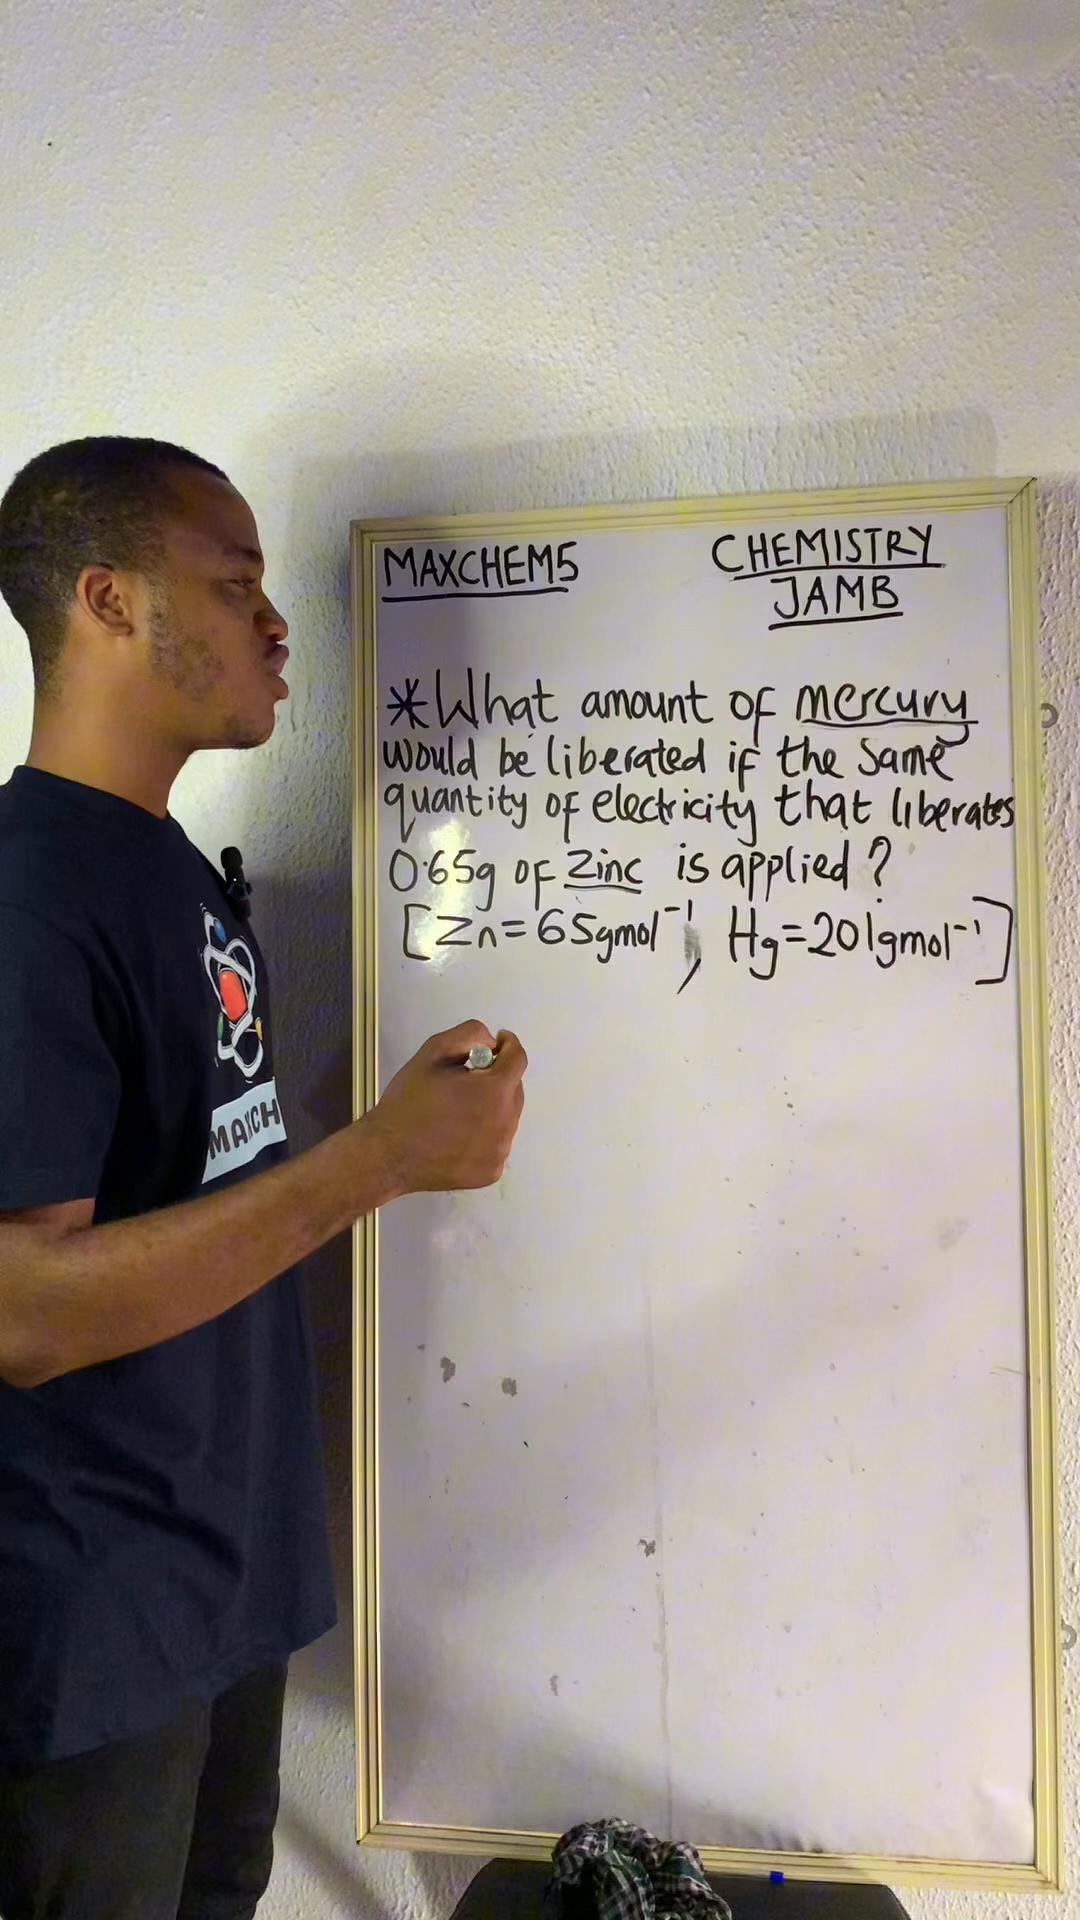 MAXCHEM5
CHEMISTRY
JAMB
*What amount of mercury
would be liberated if the same
quantity of electricity that liberates
0.65g of Zinc is applied?
[Zn=65gmol⁻¹, Hg=201gmol⁻¹]
MAXCH